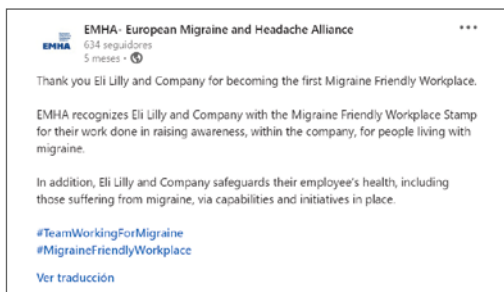 EMHA- European Migraine and Headache Alliance
EMHA
634 seguidores
5 meses •
Thank you Eli Lilly and Company for becoming the first Migraine Friendly Workplace.
EMHA recognizes Eli Lilly and Company with the Migraine Friendly Workplace Stamp
for their work done in raising awareness, within the company, for people living with
migraine.
In addition, Eli Lilly and Company safeguards their employee's health, including
those suffering from migraine, via capabilities and initiatives in place.
#TeamWorkingForMigraine
#MigraineFriendlyWorkplace
Ver traducción